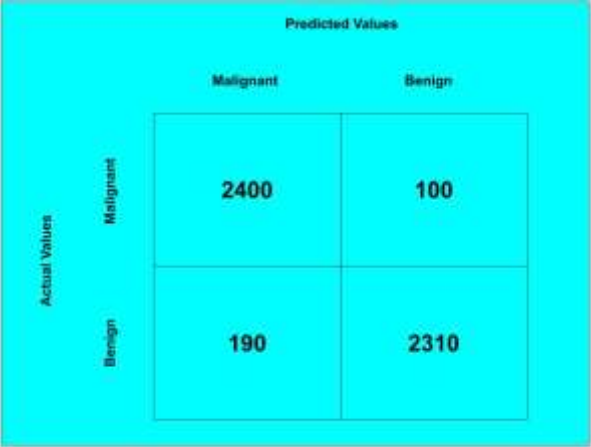 Predicted Values
Malignant Benign
Actual Values
Malignant
2400 100
Benign
190 2310